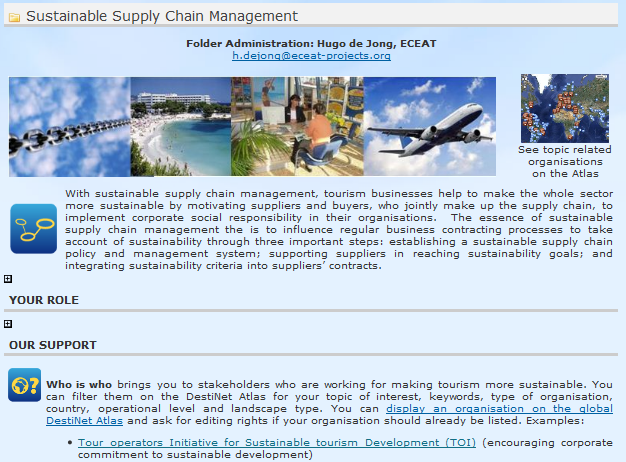 Sustainable Supply Chain Management
Folder Administration: Hugo de Jong, ECEAT
h.dejong@eceat-projects.org
See topic related
organisations
on the Atlas
With sustainable supply chain management, tourism businesses help to make the whole sector
more sustainable by motivating suppliers and buyers, who jointly make up the supply chain, to
implement corporate social responsibility in their organisations. The essence of sustainable
supply chain management the is to influence regular business contracting processes to take
account of sustainability through three important steps: establishing a sustainable supply chain
policy and management system; supporting suppliers in reaching sustainability goals; and
integrating sustainability criteria into suppliers' contracts.
YOUR ROLE
OUR SUPPORT
Who is who brings you to stakeholders who are working for making tourism more sustainable. You
can filter them on the DestiNet Atlas for your topic of interest, keywords, type of organisation,
country, operational level and landscape type. You can display an organisation on the global
DestiNet Atlas and ask for editing rights if your organisation should already be listed. Examples:
• Tour operators Initiative for Sustainable tourism Development (TOI) (encouraging corporate
commitment to sustainable development)